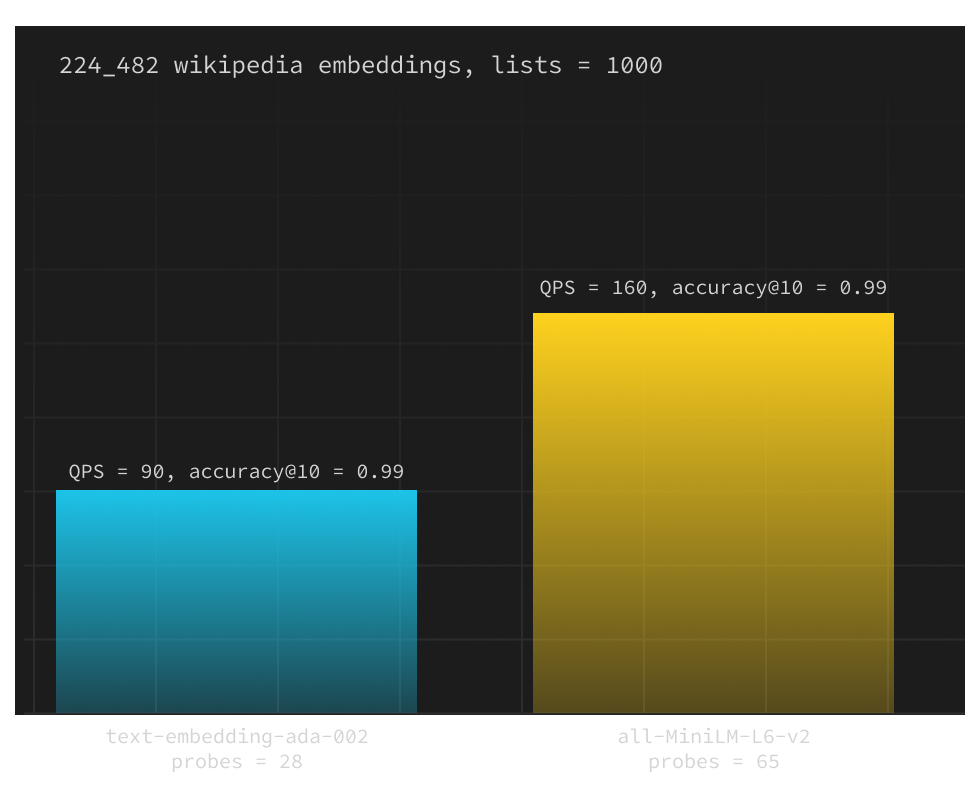 224_482 wikipedia embeddings, lists = 1000
QPS = 160, accuracy@10 = 0.99
QPS = 90, accuracy@10 = 0.99
text-embedding-ada-002
probes = 28
all-MiniLM-L6-v2
probes = 65